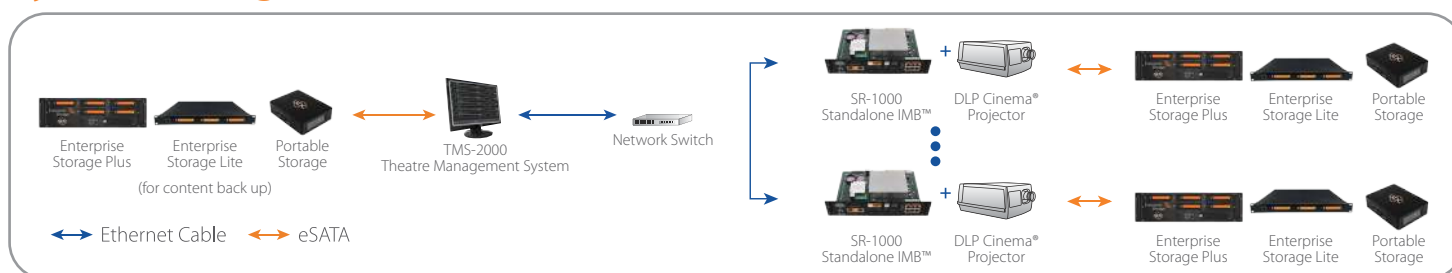 Enterprise
Storage Plus
Enterprise
Storage Lite
Portable
Storage
(for content back up)
TMS-2000
Theatre Management System
Network Switch
SR-1000
Standalone IMB™
+
DLP Cinema®
Projector
Enterprise
Storage Plus
Enterprise
Storage Lite
Portable
Storage
SR-1000
Standalone IMB™
+
DLP Cinema®
Projector
Enterprise
Storage Plus
Enterprise
Storage Lite
Portable
Storage
Ethernet Cable
eSATA